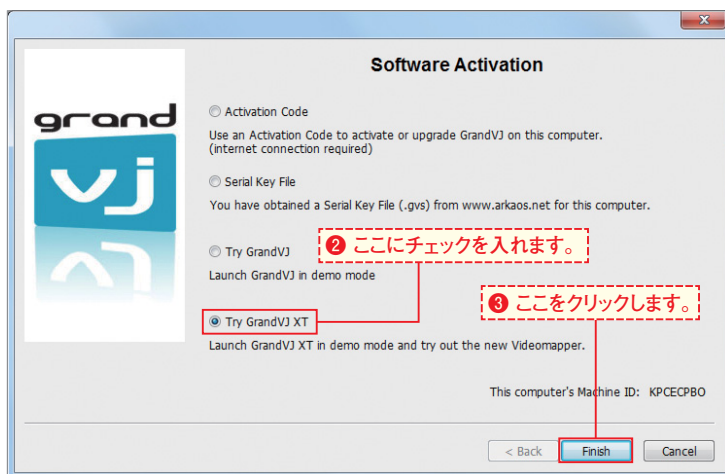 Software Activation
grand
vj
Activation Code
Use an Activation Code to activate or upgrade GrandVJ on this computer.
(internet connection required)
Serial Key File
You have obtained a Serial Key File (.gvs) from www.arkaos.net for this computer.
Try GrandVJ
❷ ここにチェックを入れます。
Launch GrandVJ in demo mode
❸ ここをクリックします。
Try GrandVJ XT
Launch GrandVJ XT in demo mode and try out the new Videomapper.
This computer's Machine ID: KPCECPBO
< Back Finish Cancel